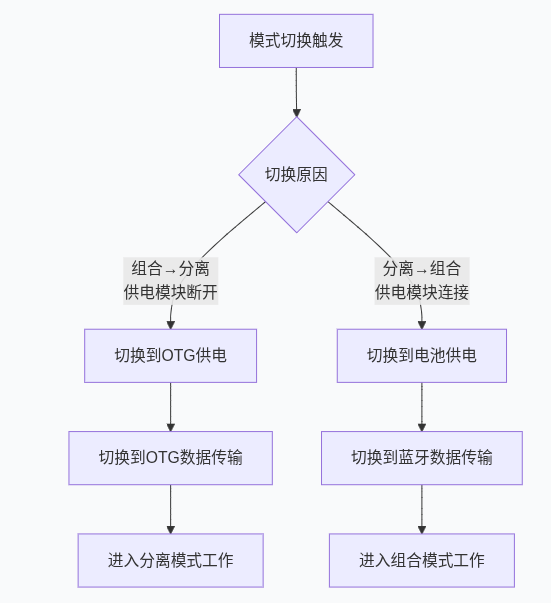 模式切换触发
切换原因
组合→分离
供电模块断开
分离→组合
供电模块连接
切换到OTG供电
切换到电池供电
切换到OTG数据传输
切换到蓝牙数据传输
进入分离模式工作
进入组合模式工作